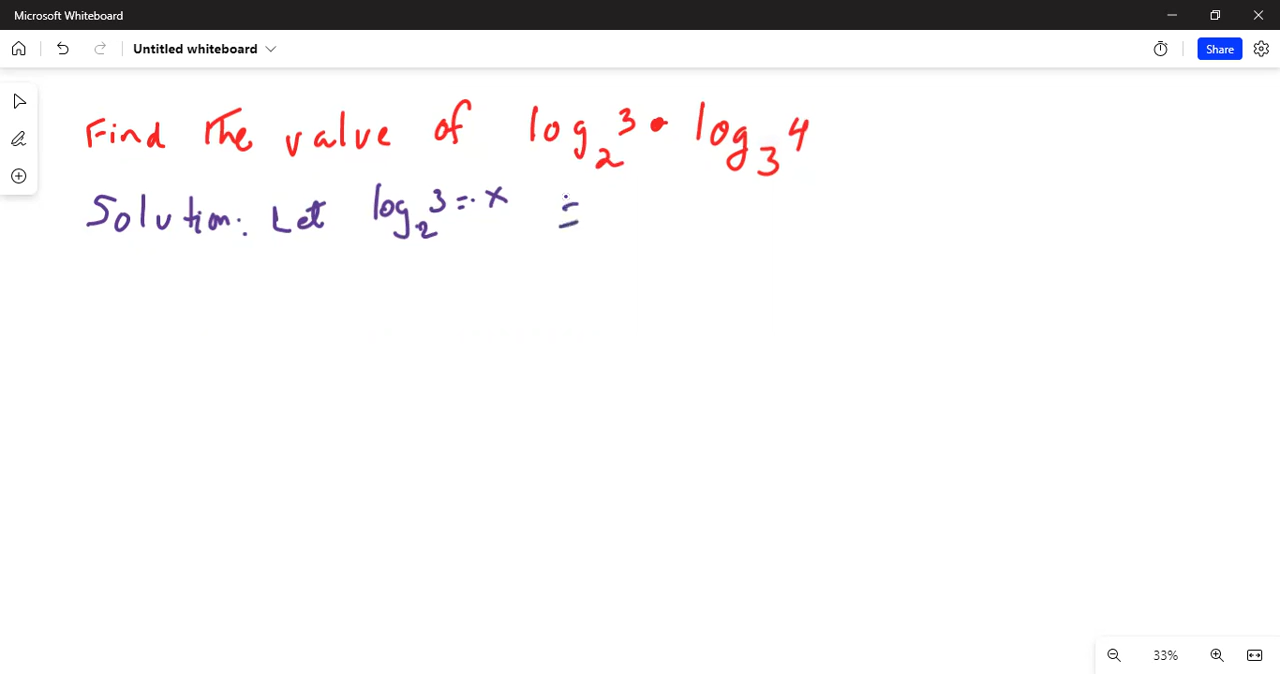 Microsoft Whiteboard
Untitled whiteboard
Share
Find The value of log₂3 • log₃4
Solution: Let log₂3 = x =
33%